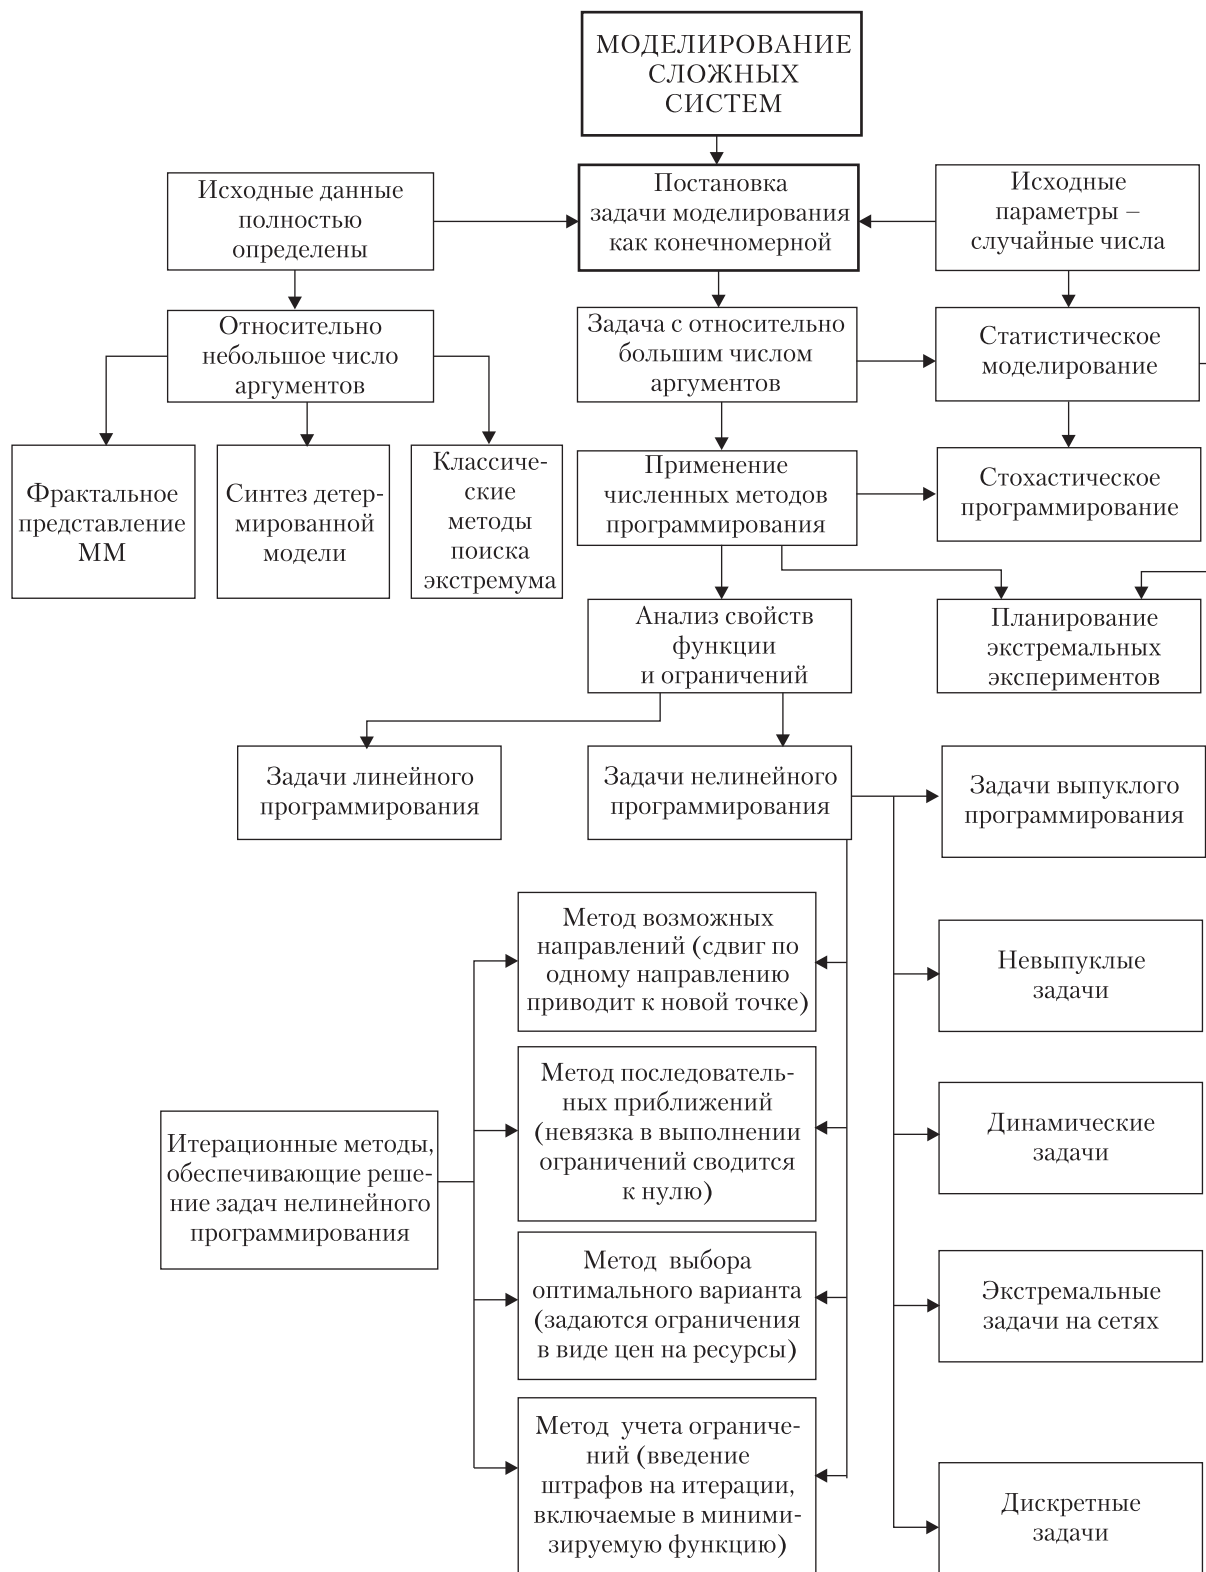 МОДЕЛИРОВАНИЕ
СЛОЖНЫХ
СИСТЕМ
Исходные данные
полностью
определены
Постановка
задачи моделирования
как конечномерной
Исходные
параметры –
случайные числа
Относительно
небольшое число
аргументов
Задача с относительно
большим числом
аргументов
Статистическое
моделирование
Фрактальное
представление
ММ
Синтез детер-
мированной
модели
Классиче-
ские
методы
поиска
экстремума
Применение
численных методов
программирования
Стохастическое
программирование
Анализ свойств
функции
и ограничений
Планирование
экстремальных
экспериментов
Задачи линейного
программирования
Задачи нелинейного
программирования
Задачи выпуклого
программирования
Метод возможных
направлений (сдвиг по
одному направлению
приводит к новой точке)
Невыпуклые
задачи
Итерационные методы,
обеспечивающие реше-
ние задач нелинейного
программирования
Метод последователь-
ных приближений
(невязка в выполнении
ограничений сводится
к нулю)
Динамические
задачи
Метод выбора
оптимального варианта
(задаются ограничения
в виде цен на ресурсы)
Экстремальные
задачи на сетях
Метод учета ограниче-
ний (введение
штрафов на итерации,
включаемые в миними-
зируемую функцию)
Дискретные
задачи